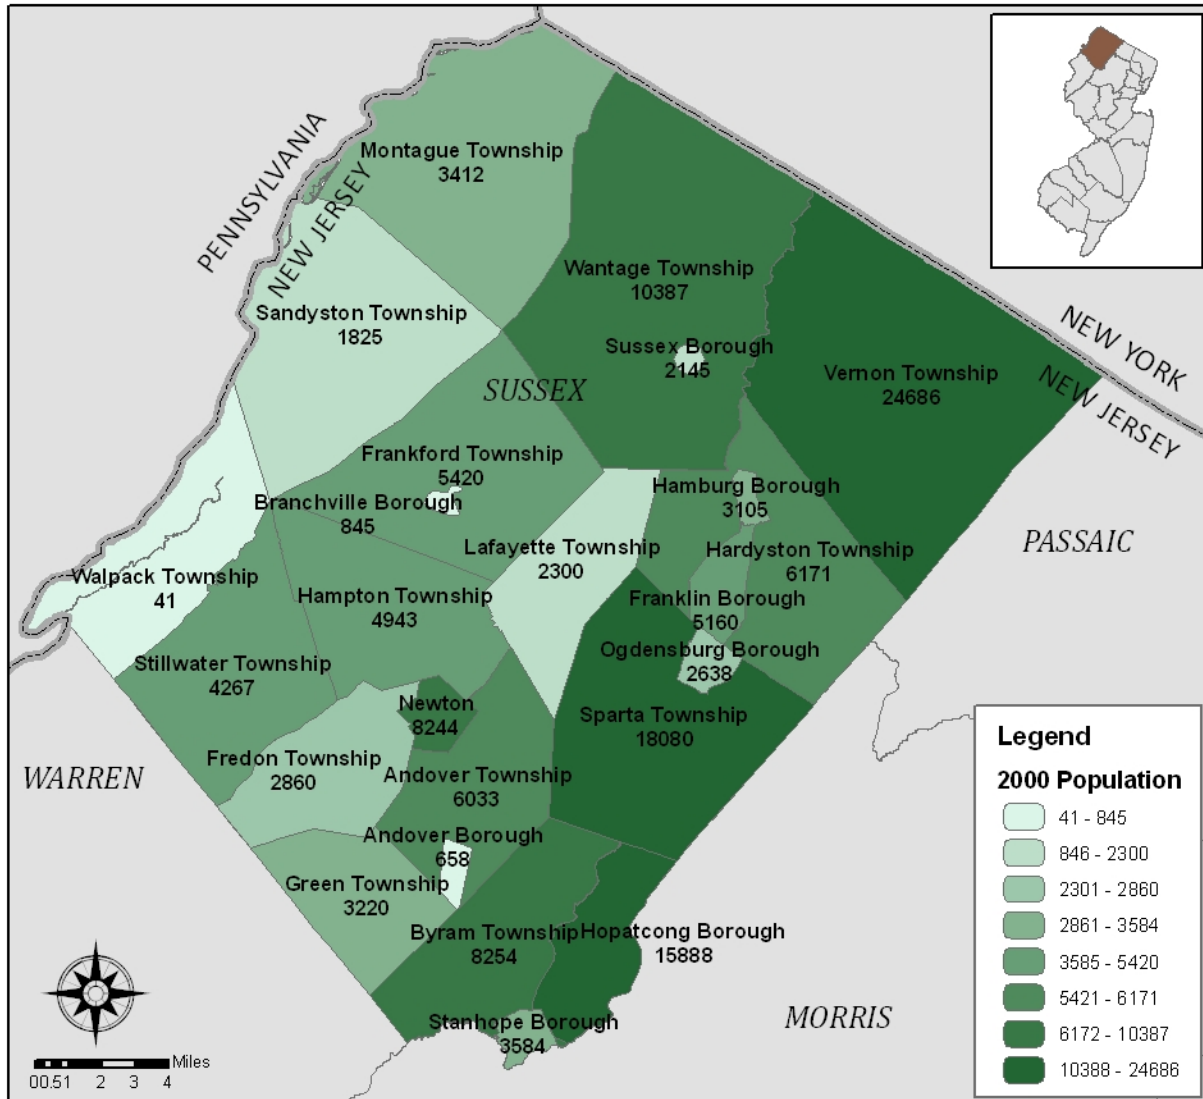 PENNSYLVANIA
NEW JERSEY
Montague Township
3412
Wantage Township
10387
Sandyston Township
1825
NEW YORK
NEW JERSEY
Sussex Borough
2145
Vernon Township
24686
SUSSEX
Frankford Township
5420
Branchville Borough
845
Hamburg Borough
3105
Lafayette Township
2300
Hardyston Township
6171
PASSAIC
Walpack Township
41
Hampton Township
4943
Franklin Borough
5160
Stillwater Township
4267
Ogdensburg Borough
2638
Newton
8244
Sparta Township
18080
Fredon Township
2860
WARREN
Andover Township
6033
Andover Borough
658
Green Township
3220
Byram Township
8254
Hopatcong Borough
15888
Stanhope Borough
3584
MORRIS
Miles
00.51 2 3 4
Legend
2000 Population
41 - 845
846 - 2300
2301 - 2860
2861 - 3584
3585 - 5420
5421 - 6171
6172 - 10387
10388 - 24686